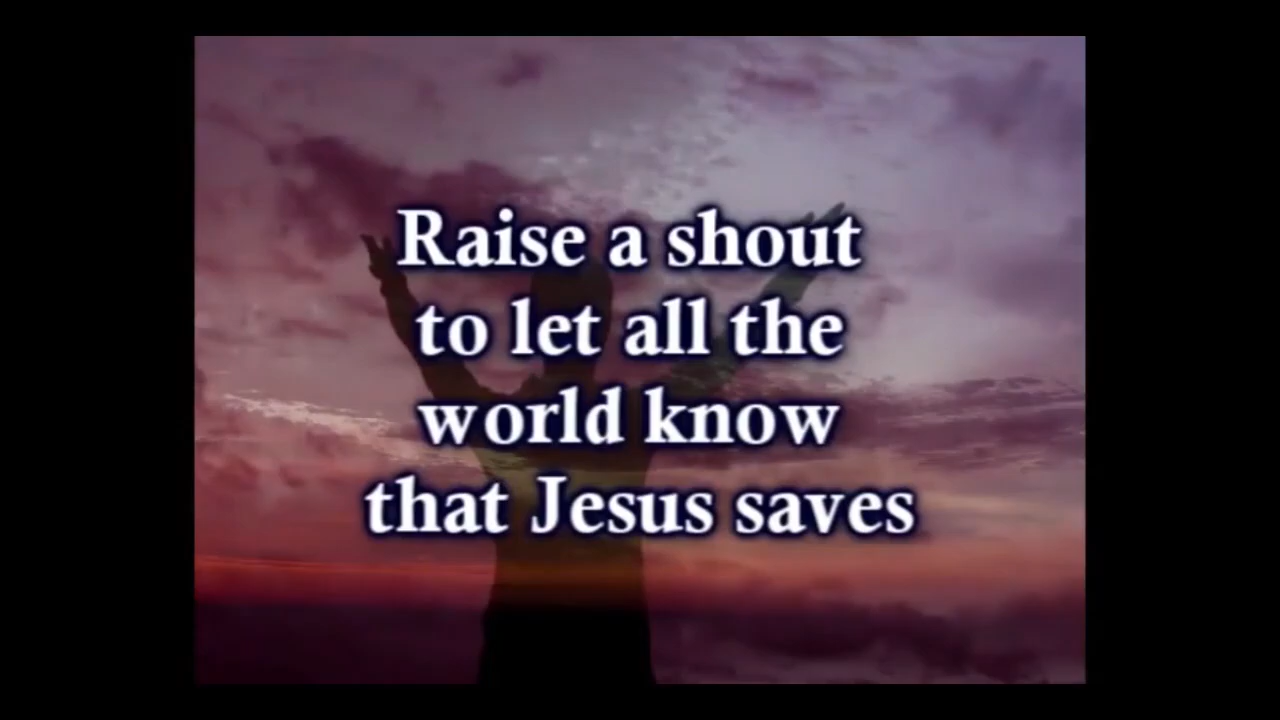 Raise a shout
to let all the
world know
that Jesus saves